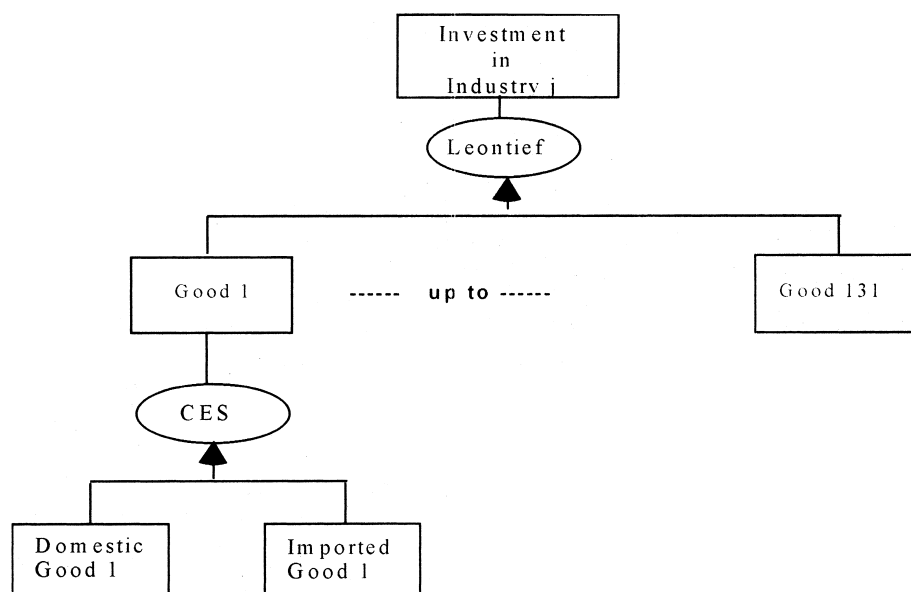 Investment
in
Industry j
Leontief
Good 1
------ up to ------
Good 131
CES
Domestic
Good 1
Imported
Good 1